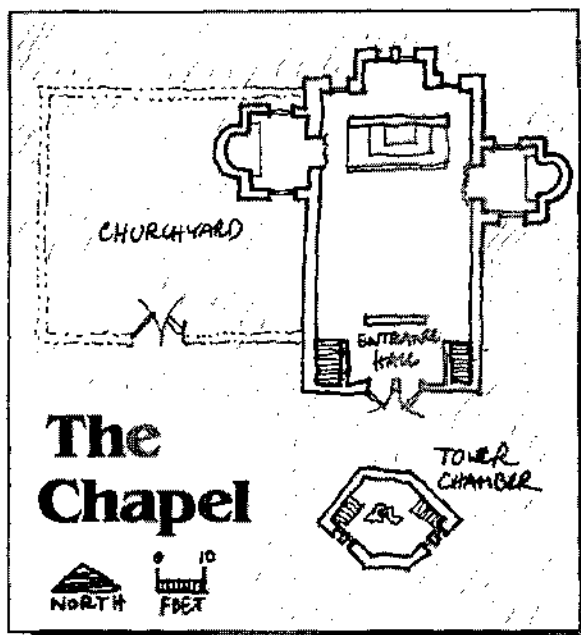 CHURCHYARD
ENTRANCE
HALL
The
Chapel
TOWER
CHAMBER
NORTH
0 10
FEET